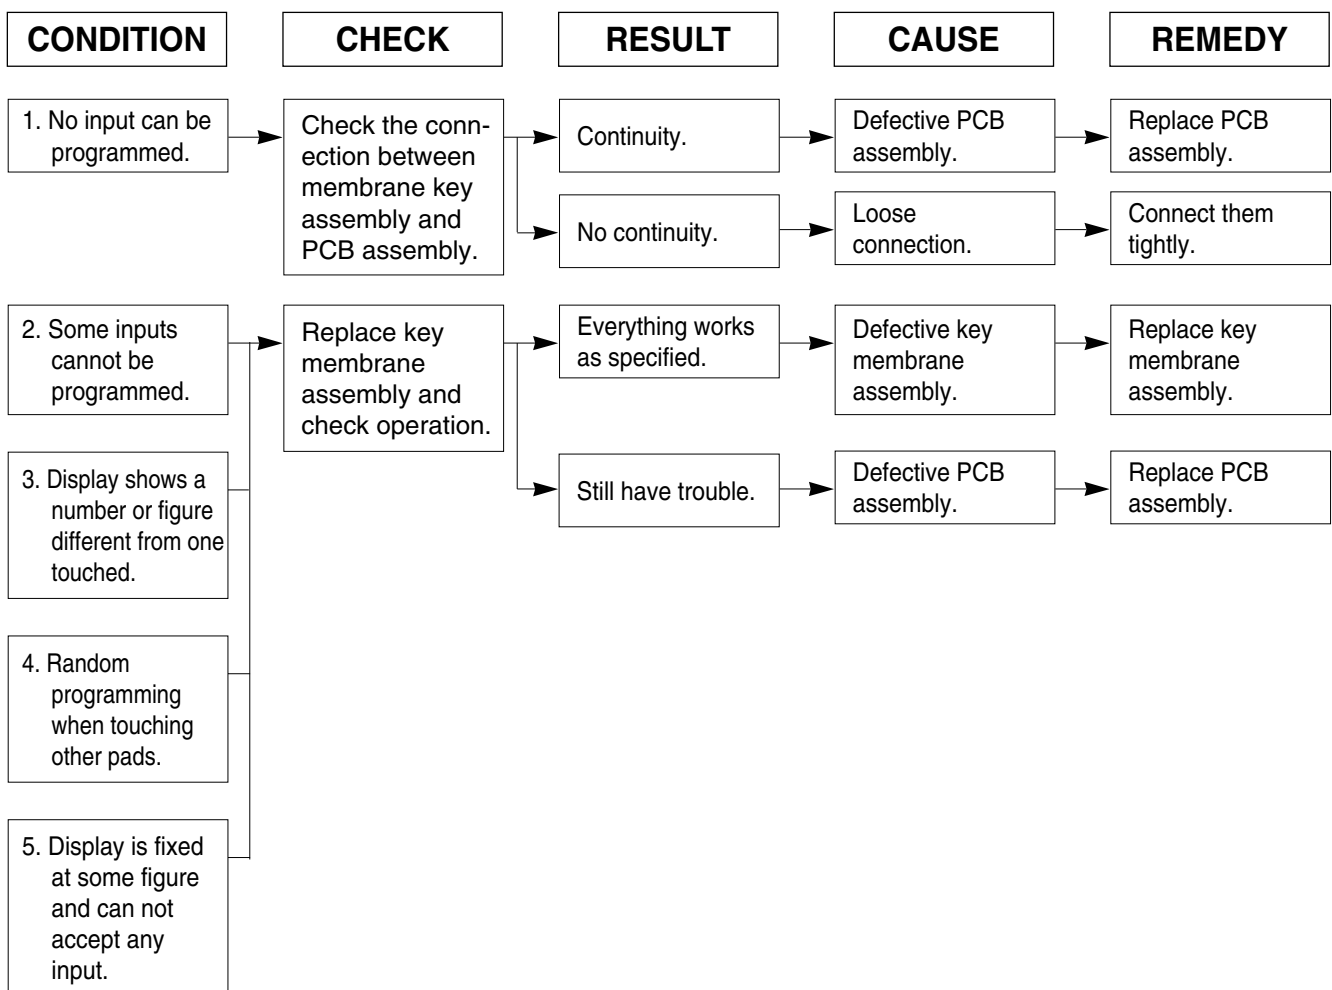 CONDITION
CHECK
RESULT
CAUSE
REMEDY
1. No input can be
programmed.
Check the conn-
ection between
membrane key
assembly and
PCB assembly.
Continuity.
Defective PCB
assembly.
Replace PCB
assembly.
No continuity.
Loose
connection.
Connect them
tightly.
2. Some inputs
cannot be
programmed.
Replace key
membrane
assembly and
check operation.
Everything works
as specified.
Defective key
membrane
assembly.
Replace key
membrane
assembly.
Still have trouble.
Defective PCB
assembly.
Replace PCB
assembly.
3. Display shows a
number or figure
different from one
touched.
4. Random
programming
when touching
other pads.
5. Display is fixed
at some figure
and can not
accept any
input.